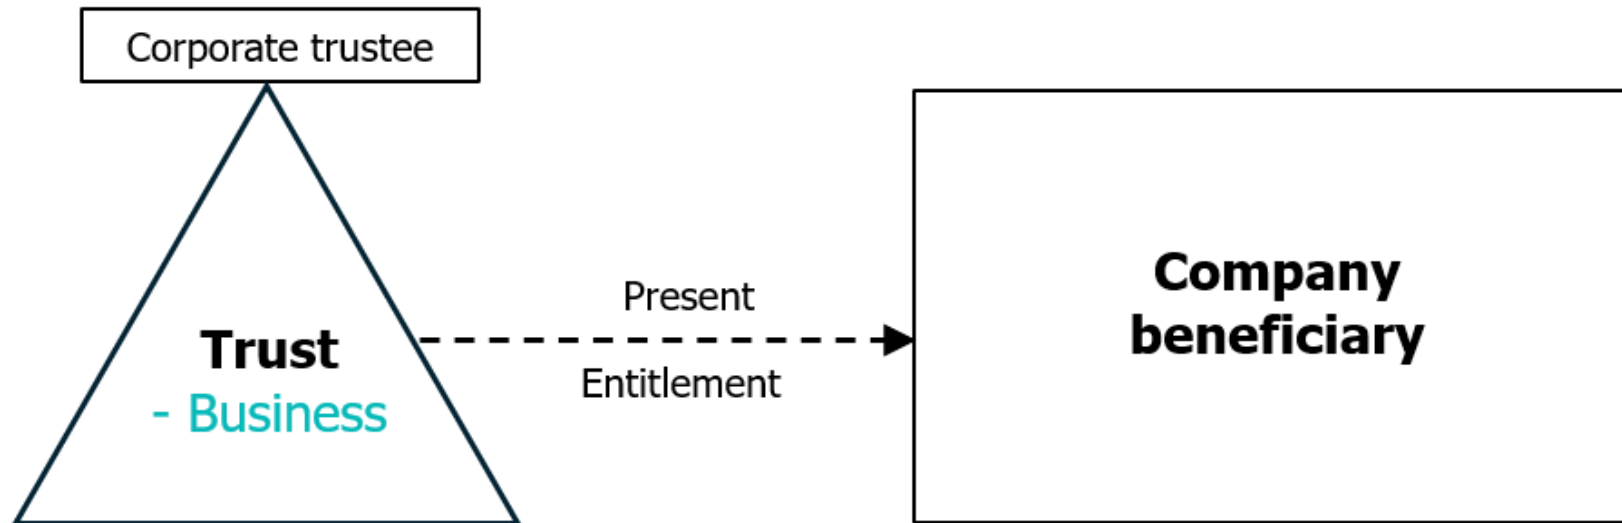 Corporate trustee
Trust
- Business
Present
Entitlement
Company
beneficiary